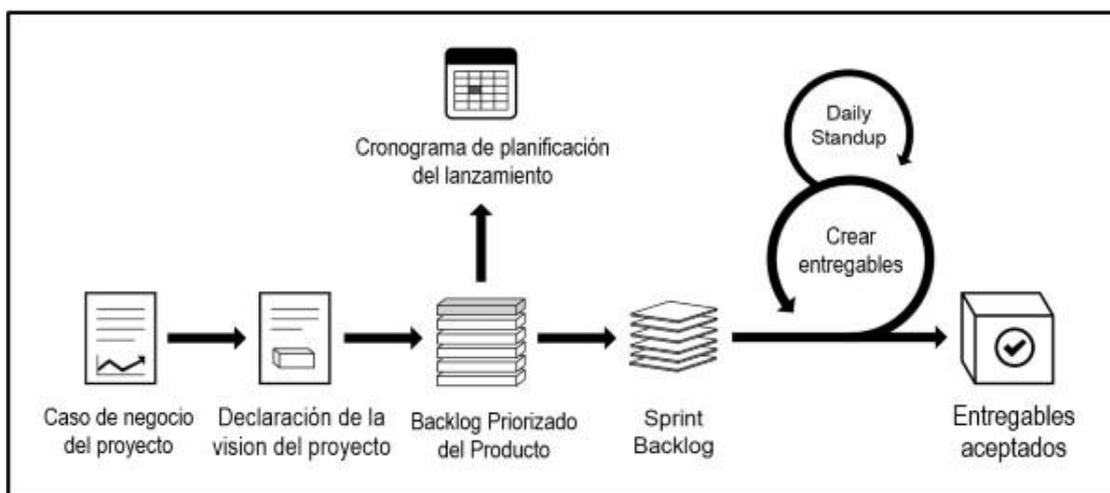 Cronograma de planificación
del lanzamiento
Daily
Standup
Crear
entregables
Caso de negocio
del proyecto
Declaración de la
vision del proyecto
Backlog Priorizado
del Producto
Sprint
Backlog
Entregables
aceptados